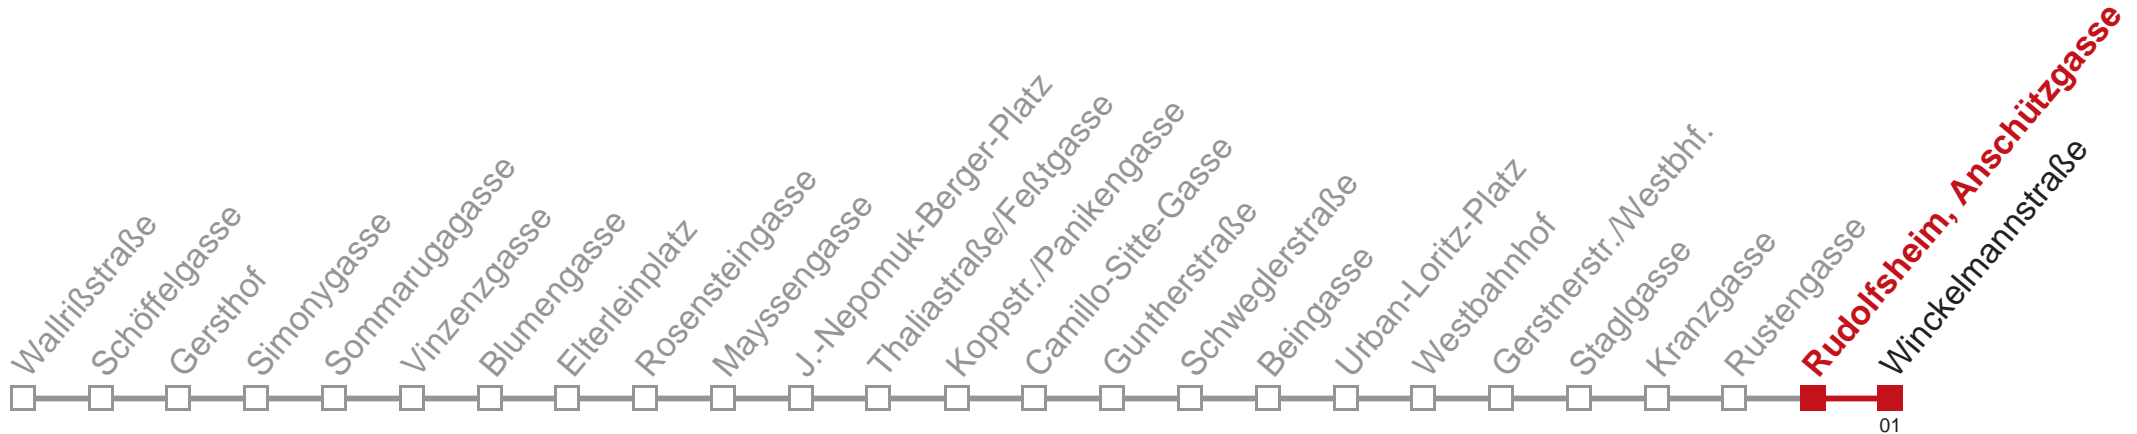 Wallrißstraße
Schöffelgasse
Gersthof
Simonygasse
Sommarugagasse
Vinzenzgasse
Blumengasse
Elterleinplatz
Rosensteingasse
Mayssengasse
J.-Nepomuk-Berger-Platz
Thaliastraße/Feßtgasse
Koppstr./Panikengasse
Camillo-Sitte-Gasse
Guntherstraße
Schweglerstraße
Beingasse
Urban-Loritz-Platz
Westbahnhof
Gerstnerstr./Westbhf.
Staglgasse
Kranzgasse
Rustengasse
Rudolfsheim, Anschützgasse
Winckelmannstraße
01